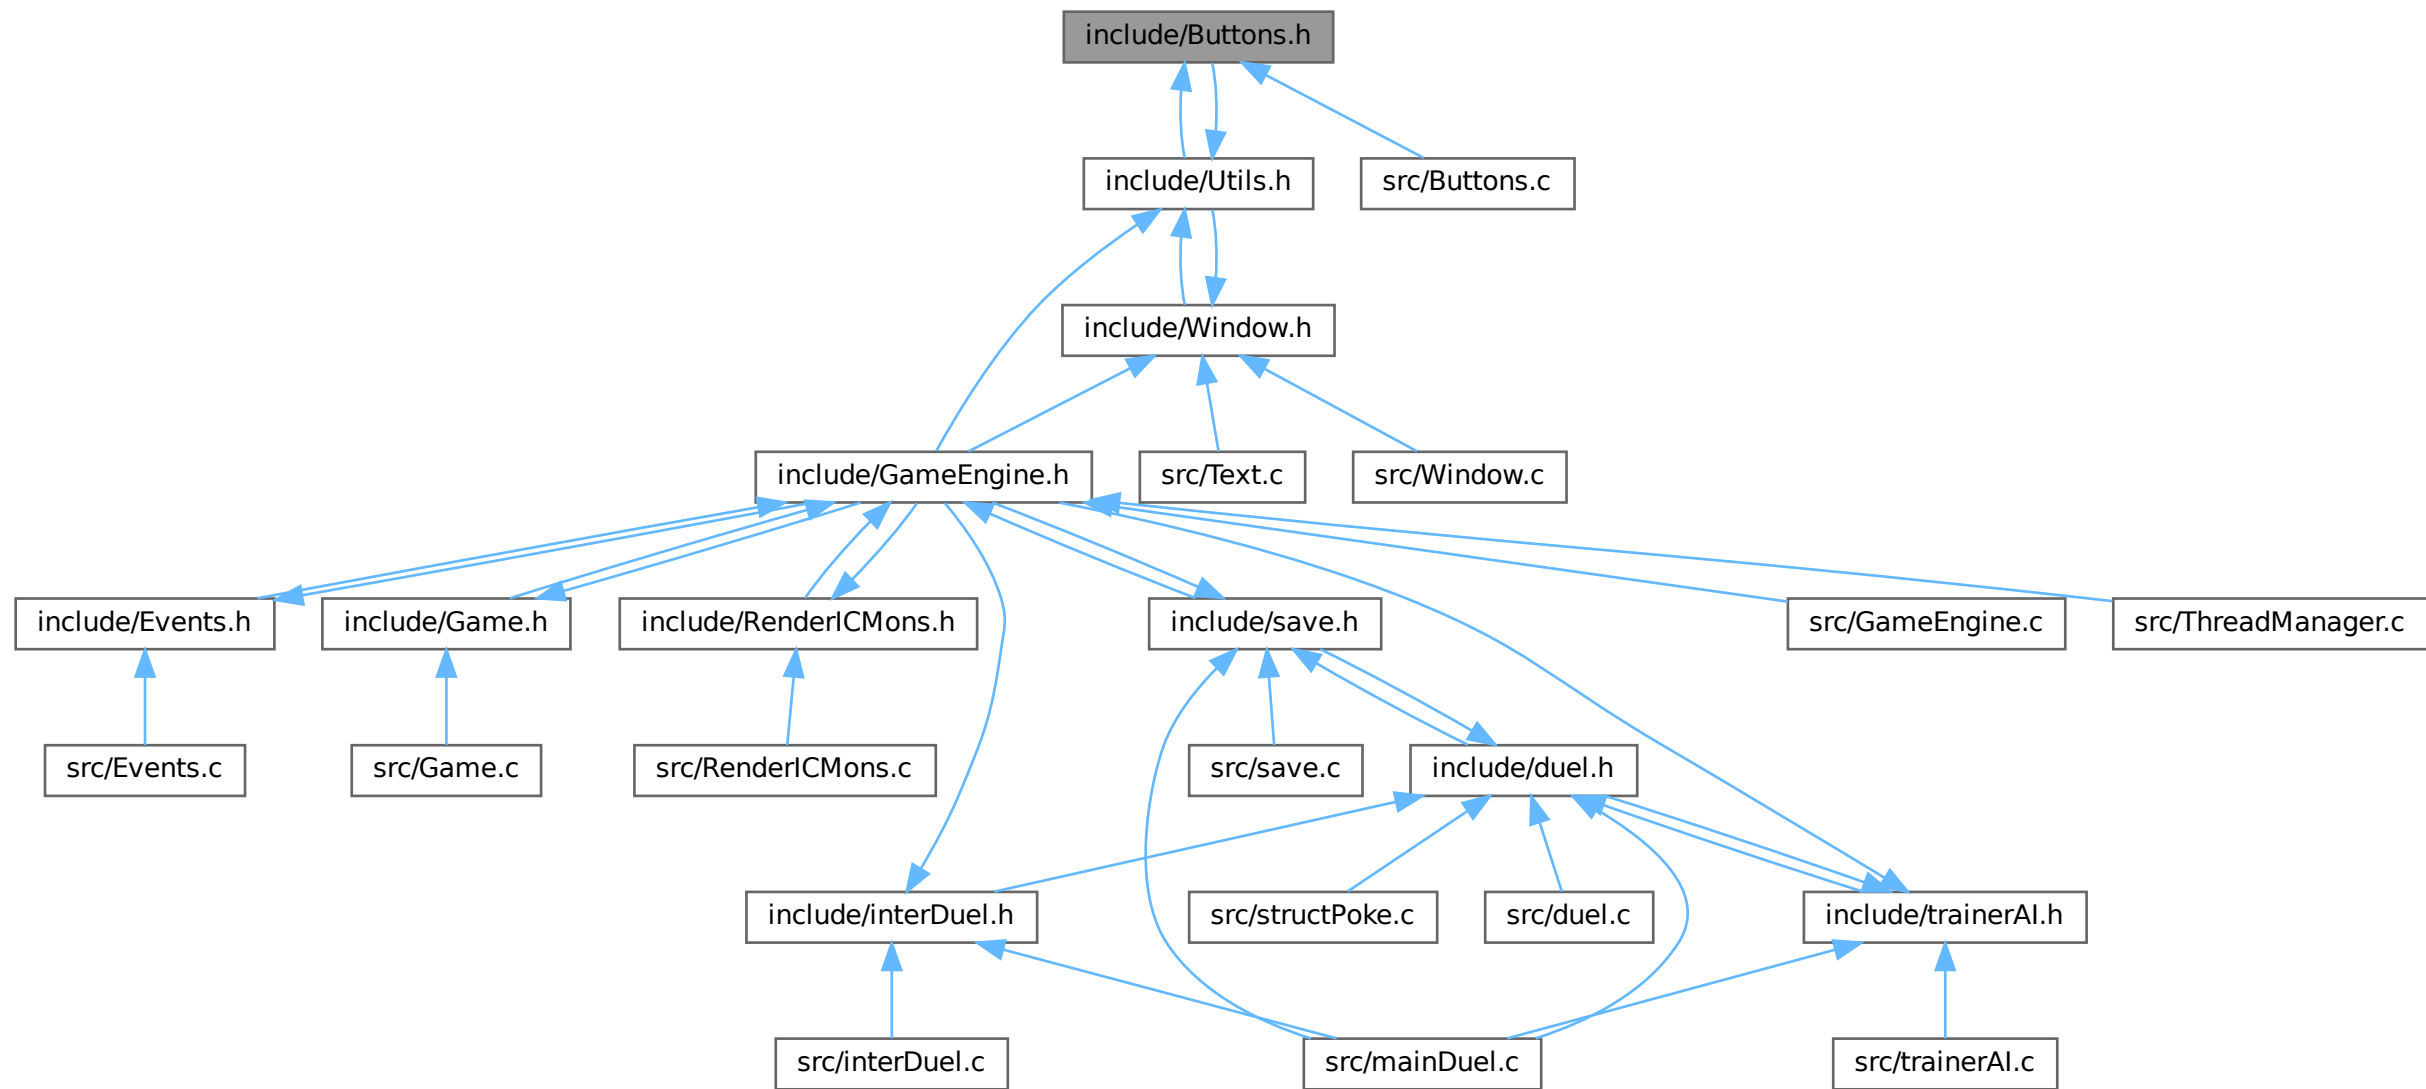 include/Buttons.h
include/Utils.h
src/Buttons.c
include/Window.h
include/GameEngine.h
src/Text.c
src/Window.c
include/Events.h
include/Game.h
include/RenderICMons.h
include/save.h
src/GameEngine.c
src/ThreadManager.c
src/Events.c
src/Game.c
src/RenderICMons.c
src/save.c
include/duel.h
include/interDuel.h
src/structPoke.c
src/duel.c
include/trainerAI.h
src/interDuel.c
src/mainDuel.c
src/trainerAI.c